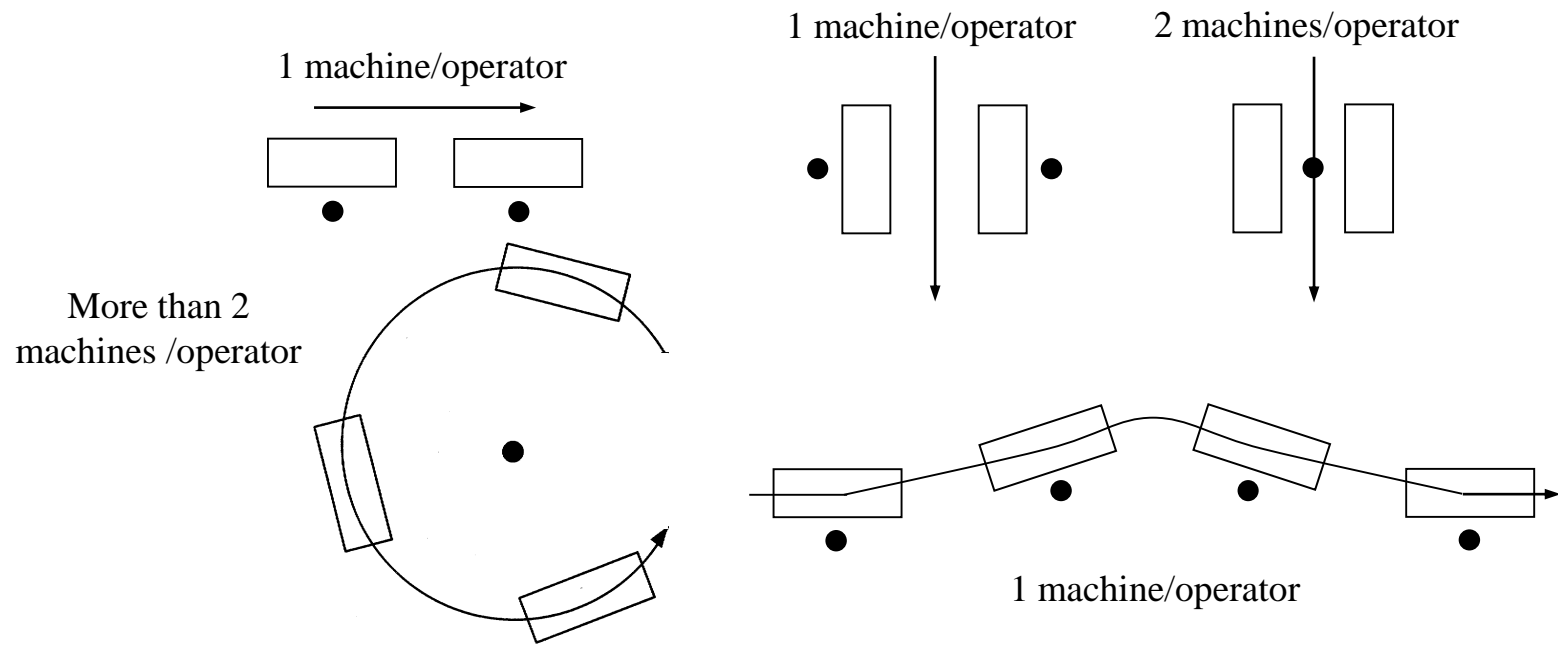 1 machine/operator
1 machine/operator
2 machines/operator
More than 2
machines /operator
1 machine/operator